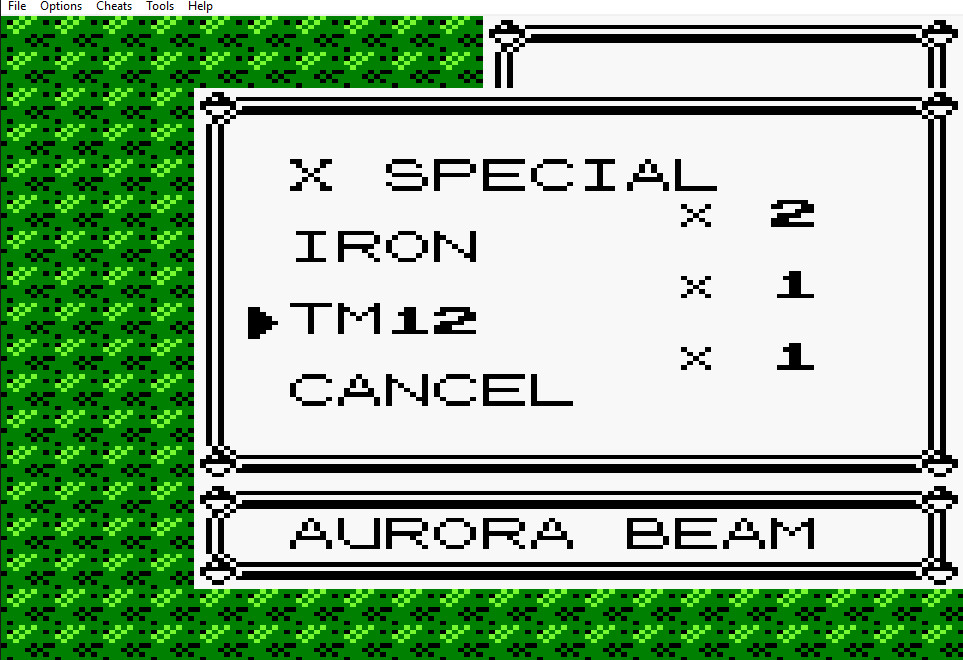 File Options Cheats Tools Help
X SPECIAL
× 2
IRON
× 1
▶TM12
× 1
CANCEL
AURORA BEAM